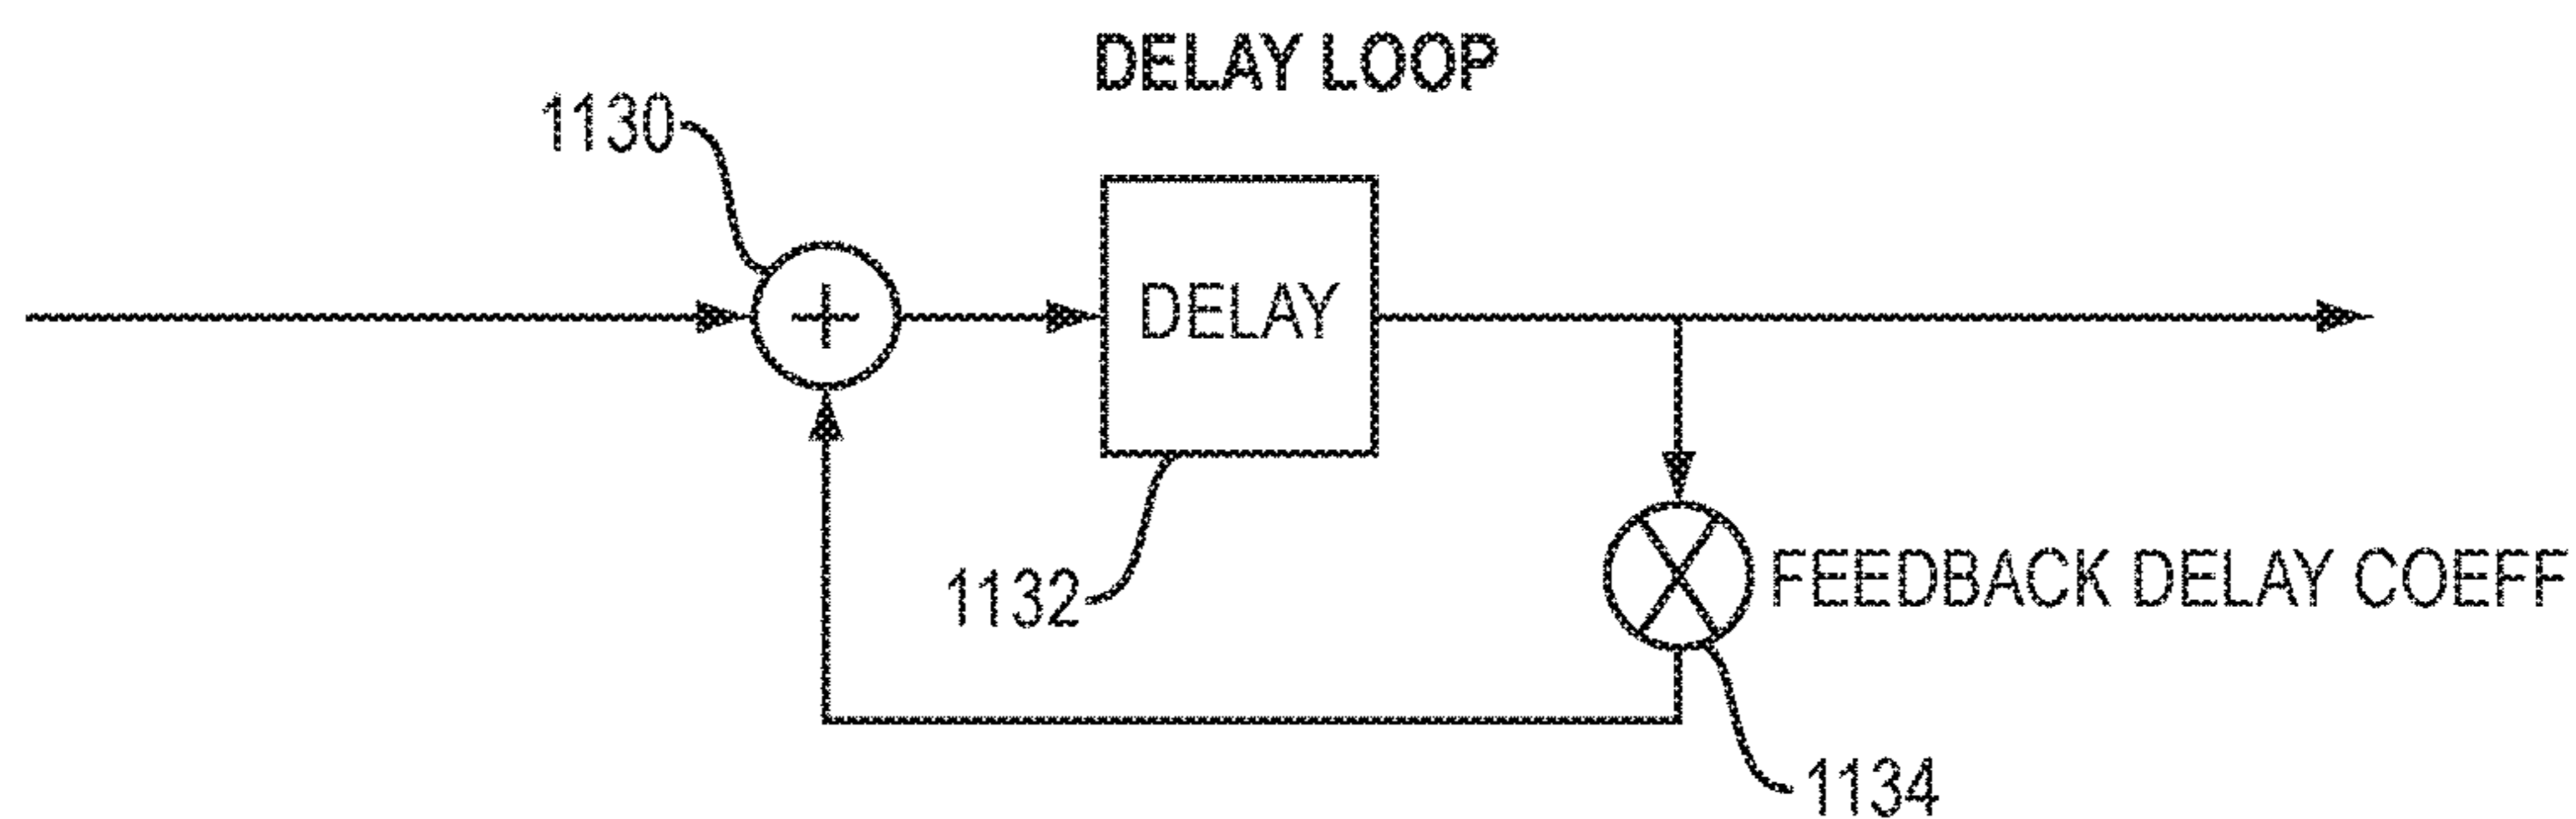 DELAY LOOP
1130
+
DELAY
1132
FEEDBACK DELAY COEFF
1134